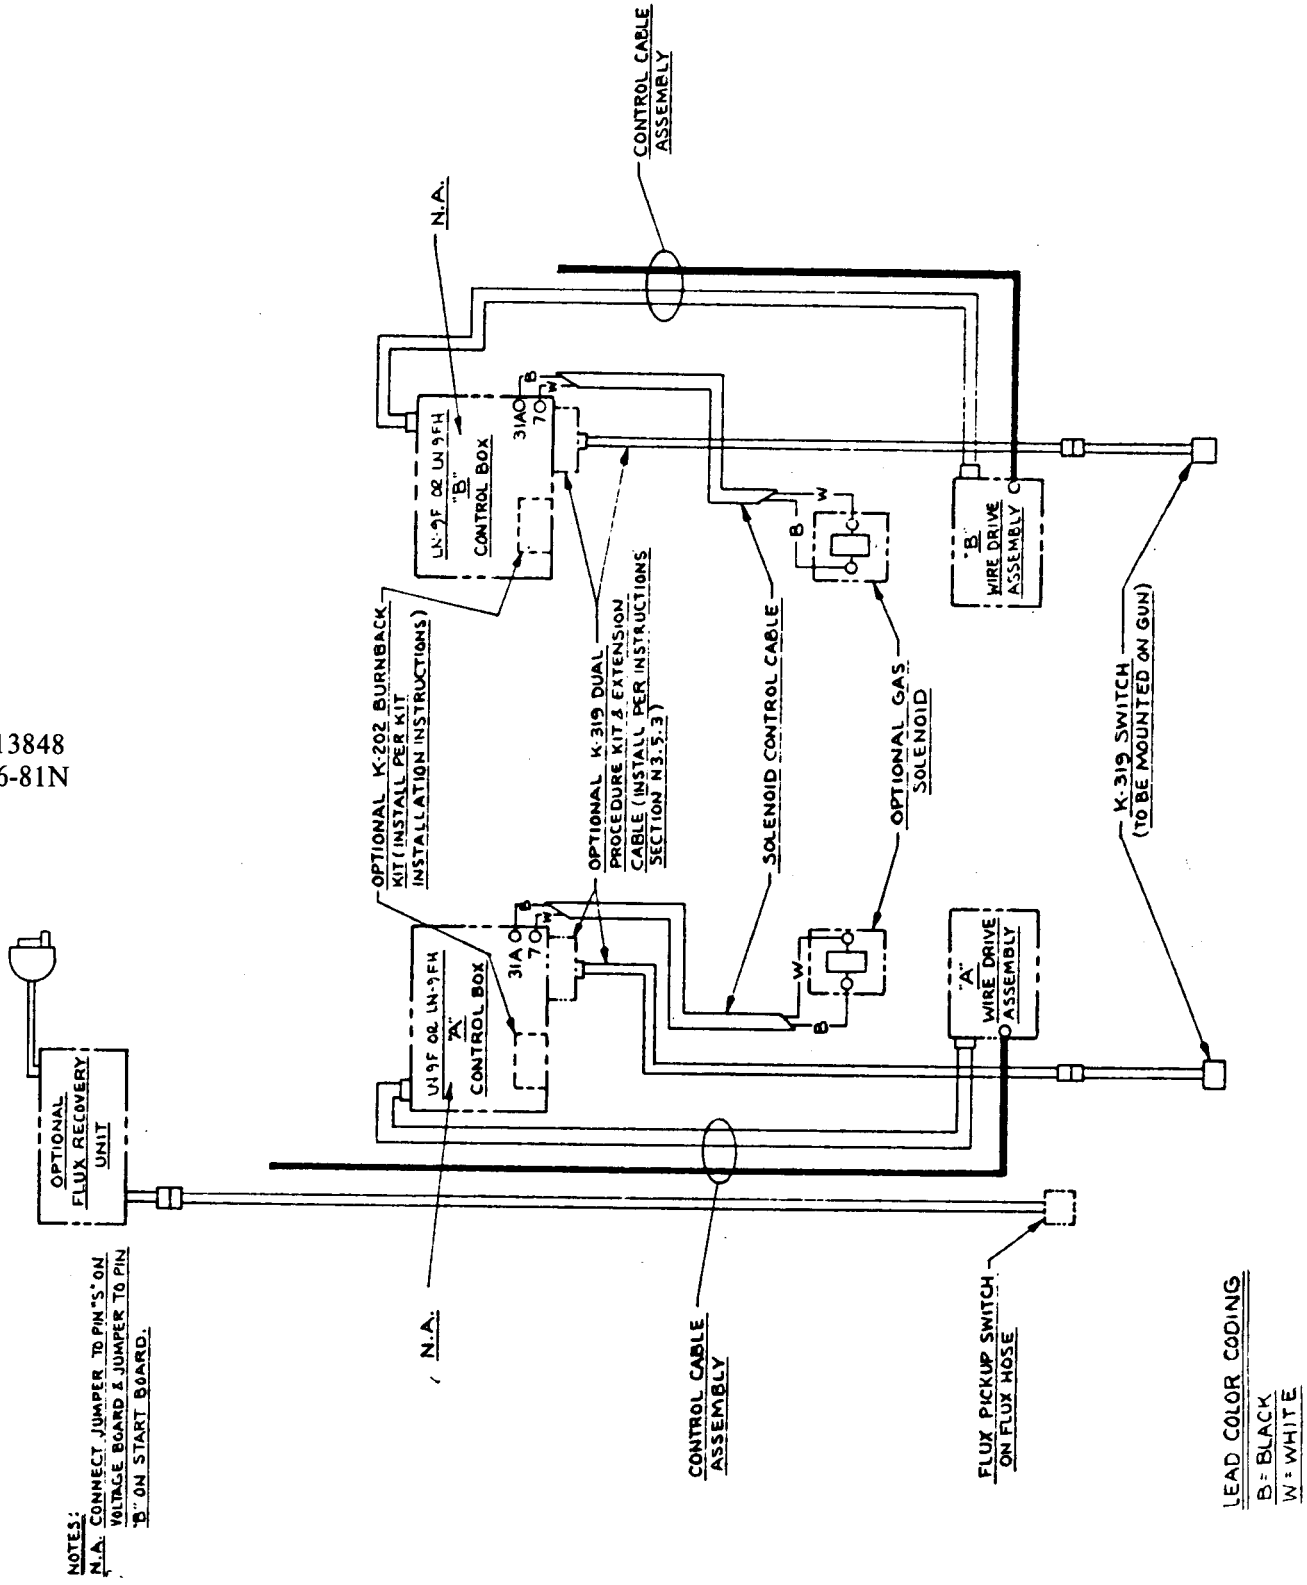 13848
6-81N
OPTIONAL
FLUX RECOVERY
UNIT
NOTES:
N.A. CONNECT JUMPER TO PIN "S" ON
VOLTAGE BOARD & JUMPER TO PIN
"B" ON START BOARD.
N.A.
LN-9F OR LN-9FH
"A"
CONTROL BOX
31A
7
B
W
OPTIONAL K-202 BURNBACK
KIT (INSTALL PER KIT
INSTALLATION INSTRUCTIONS)
LN-9F OR LN-9FH
"B"
CONTROL BOX
31A
7
B
W
N.A.
CONTROL CABLE
ASSEMBLY
OPTIONAL K-319 DUAL
PROCEDURE KIT & EXTENSION
CABLE (INSTALL PER INSTRUCTIONS
SECTION N3.5.3)
CONTROL CABLE
ASSEMBLY
SOLENOID CONTROL CABLE
B
W
B
W
OPTIONAL GAS
SOLENOID
"A"
WIRE DRIVE
ASSEMBLY
"B"
WIRE DRIVE
ASSEMBLY
FLUX PICKUP SWITCH
ON FLUX HOSE
K-319 SWITCH
(TO BE MOUNTED ON GUN)
LEAD COLOR CODING
B = BLACK
W = WHITE